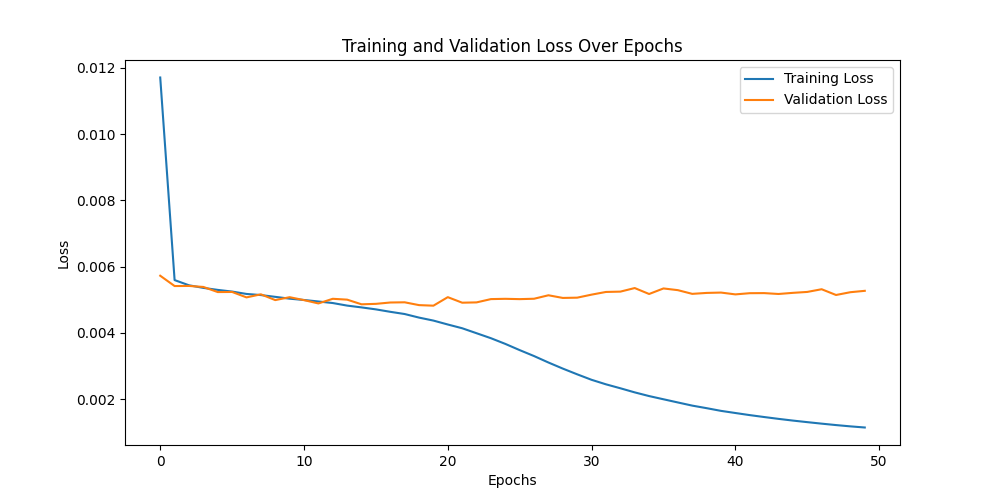 Training and Validation Loss Over Epochs
0.012
0.010
0.008
0.006
0.004
0.002
Loss
Training Loss
Validation Loss
0 10 20 30 40 50
Epochs